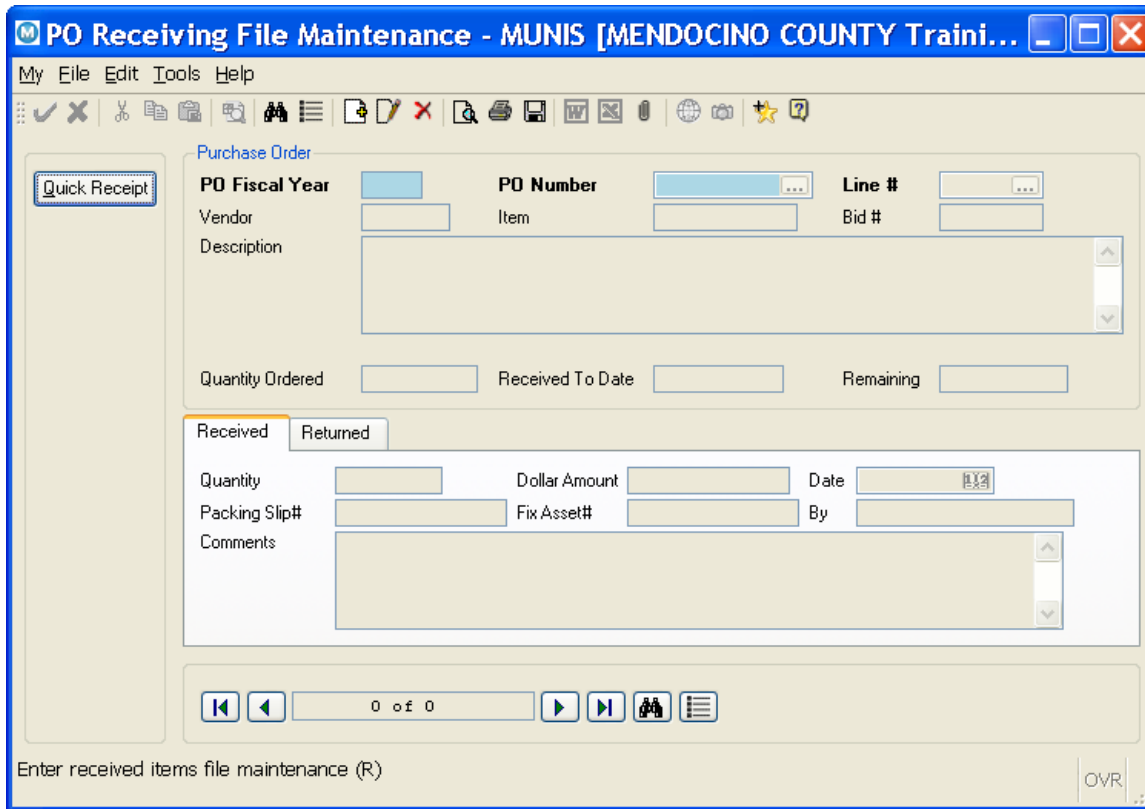 PO Receiving File Maintenance - MUNIS [MENDOCINO COUNTY Traini...
My File Edit Tools Help
Quick Receipt
Purchase Order
PO Fiscal Year PO Number ... Line # ...
Vendor Item Bid #
Description
Quantity Ordered Received To Date Remaining
Received Returned
Quantity Dollar Amount Date
Packing Slip# Fix Asset# By
Comments
0 of 0
Enter received items file maintenance (R)
OVR